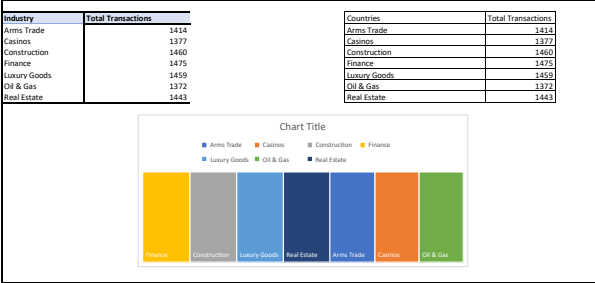 Industry Total Transactions
Arms Trade 1414
Casinos 1377
Construction 1460
Finance 1475
Luxury Goods 1459
Oil & Gas 1372
Real Estate 1443
Countries Total Transactions
Arms Trade 1414
Casinos 1377
Construction 1460
Finance 1475
Luxury Goods 1459
Oil & Gas 1372
Real Estate 1443
Chart Title
Arms Trade Casinos Construction Finance
Luxury Goods Oil & Gas Real Estate
Finance Construction Luxury Goods Real Estate Arms Trade Casinos Oil & Gas